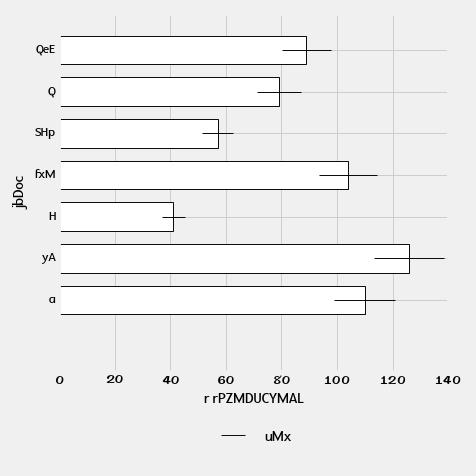 QeE
Q
SHp
fxM
H
yA
a
jbDoc
0 20 40 60 80 100 120 140
r rPZMDUCYMAL
uMx